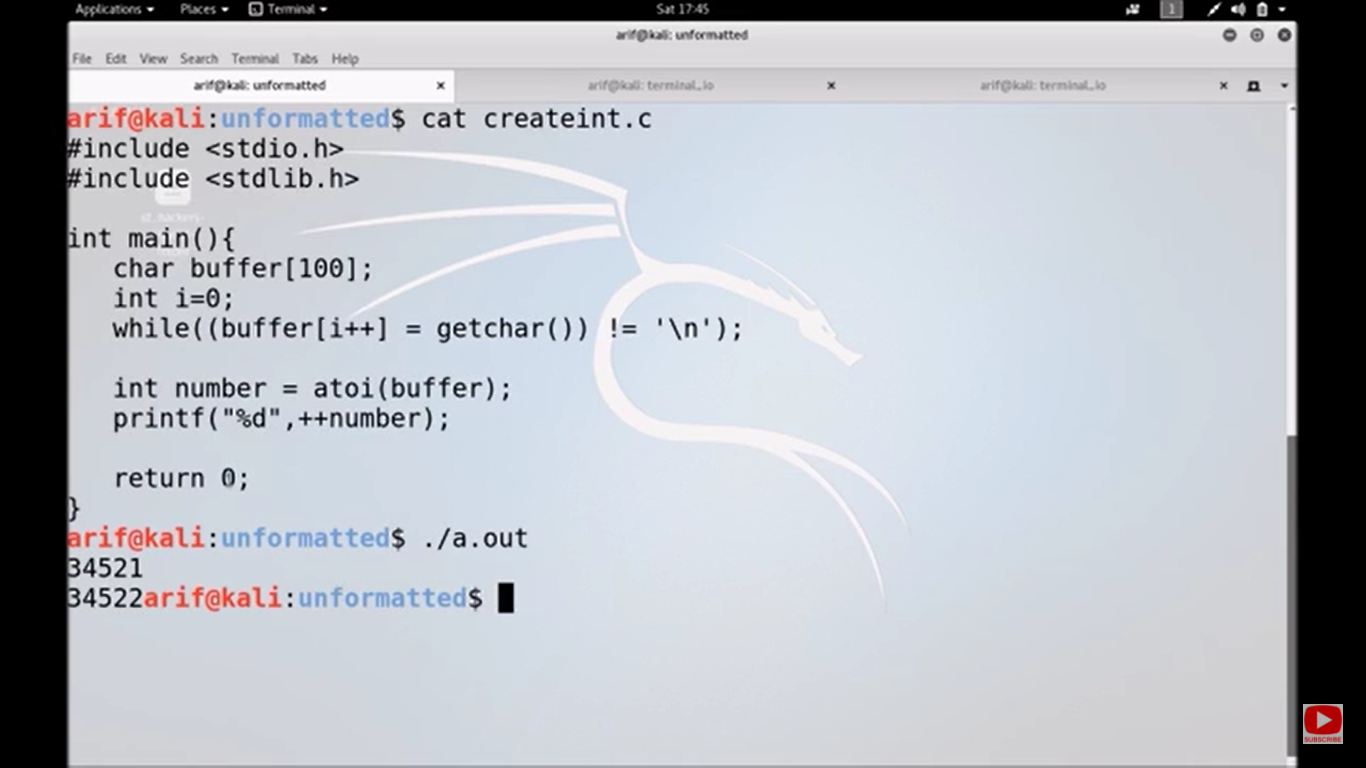 Applications Places Terminal Sat 17:45 1
arif@kali: unformatted
File Edit View Search Terminal Tabs Help
arif@kali: unformatted arif@kali: terminal_io arif@kali: terminal_io
arif@kali:unformatted$ cat createint.c
#include <stdio.h>
#include <stdlib.h>
int main(){
char buffer[100];
int i=0;
while((buffer[i++] = getchar()) != '\n');
int number = atoi(buffer);
printf("%d",++number);
return 0;
}
arif@kali:unformatted$ ./a.out
34521
34522arif@kali:unformatted$
SUBSCRIBE